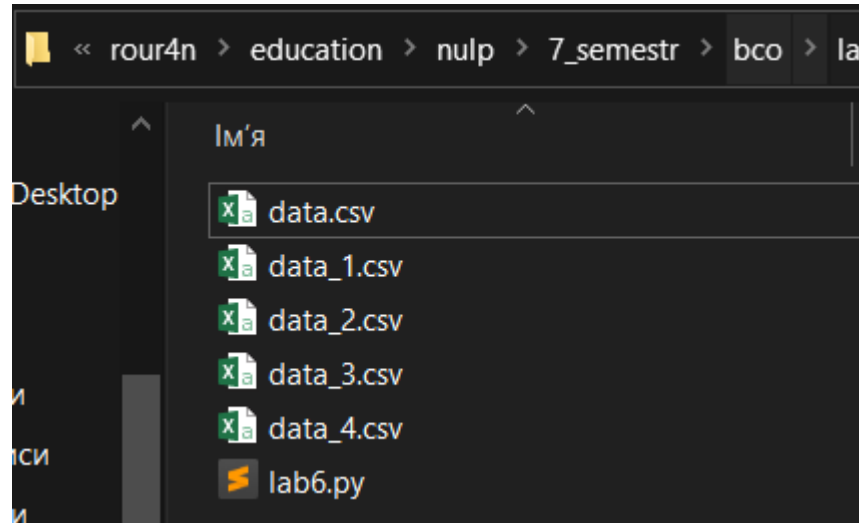 « rour4n > education > nulp > 7_semestr > bco > la
Ім'я
Desktop
data.csv
data_1.csv
data_2.csv
data_3.csv
data_4.csv
и
іси
lab6.py
и